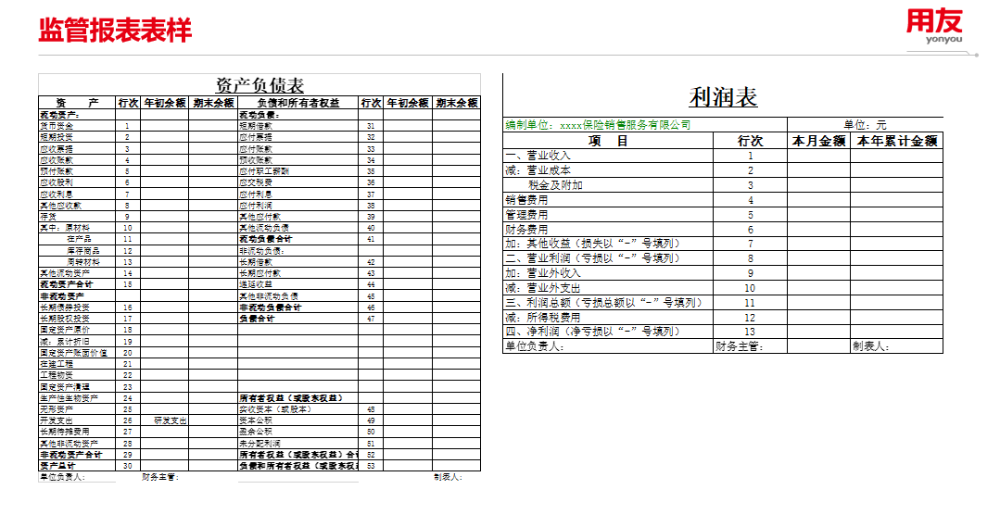 监管报表表样
用友
yonyou
资产负债表
资 产 行次 年初余额 期末余额 负债和所有者权益 行次 年初余额 期末余额
流动资产: 流动负债:
货币资金 1 短期借款 31
短期投资 2 应付票据 32
应收票据 3 应付账款 33
应收账款 4 预收账款 34
预付账款 5 应付职工薪酬 35
应收股利 6 应交税费 36
应收利息 7 应付利息 37
其他应收款 8 应付利润 38
存货 9 其他应付款 39
其中:原材料 10 其他流动负债 40
在产品 11 流动负债合计 41
库存商品 12 非流动负债:
周转材料 13 长期借款 42
其他流动资产 14 长期应付款 43
流动资产合计 15 递延收益 44
非流动资产 其他非流动负债 45
长期债券投资 16 非流动负债合计 46
长期股权投资 17 负债合计 47
固定资产原价 18
减:累计折旧 19
固定资产账面价值 20
在建工程 21
工程物资 22
固定资产清理 23
生产性生物资产 24 所有者权益(或股东权益)
无形资产 25 实收资本(或股本) 48
开发支出 26 研发支出 资本公积 49
长期待摊费用 27 盈余公积 50
其他非流动资产 28 未分配利润 51
非流动资产合计 29 所有者权益(或股东权益)合计 52
资产总计 30 负债和所有者权益(或股东权 53
单位负责人: 财务主管: 制表人:
利润表
编制单位:xxxx保险销售服务有限公司 单位:元
项 目 行次 本月金额 本年累计金额
一、营业收入 1
减:营业成本 2
税金及附加 3
销售费用 4
管理费用 5
财务费用 6
加:其他收益(损失以“-”号填列) 7
二、营业利润(亏损以“-”号填列) 8
加:营业外收入 9
减:营业外支出 10
三、利润总额(亏损总额以“-”号填列) 11
减:所得税费用 12
四、净利润(净亏损以“-”号填列) 13
单位负责人: 财务主管: 制表人: